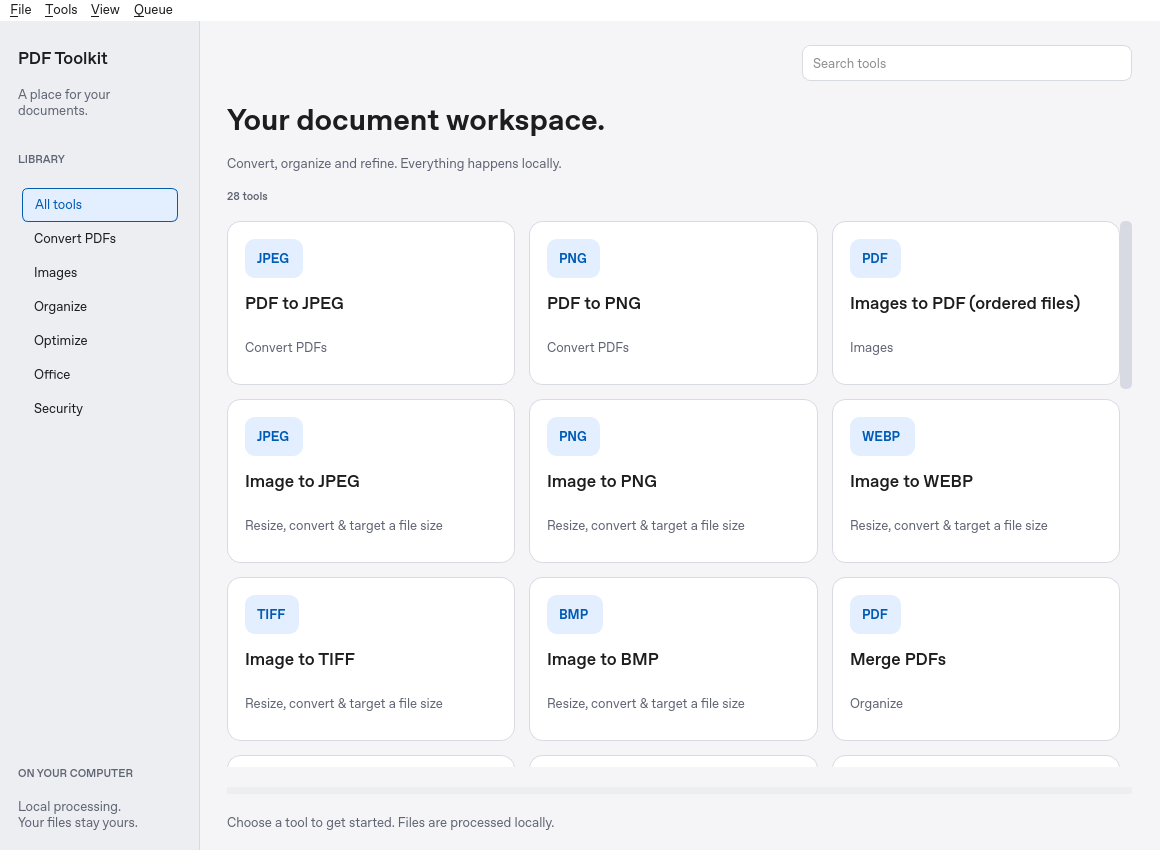 File Tools View Queue
PDF Toolkit
A place for your
documents.
LIBRARY
All tools
Convert PDFs
Images
Organize
Optimize
Office
Security
ON YOUR COMPUTER
Local processing.
Your files stay yours.
Search tools
Your document workspace.
Convert, organize and refine. Everything happens locally.
28 tools
JPEG
PDF to JPEG
Convert PDFs
PNG
PDF to PNG
Convert PDFs
PDF
Images to PDF (ordered files)
Images
JPEG
Image to JPEG
Resize, convert & target a file size
PNG
Image to PNG
Resize, convert & target a file size
WEBP
Image to WEBP
Resize, convert & target a file size
TIFF
Image to TIFF
Resize, convert & target a file size
BMP
Image to BMP
Resize, convert & target a file size
PDF
Merge PDFs
Organize
Choose a tool to get started. Files are processed locally.